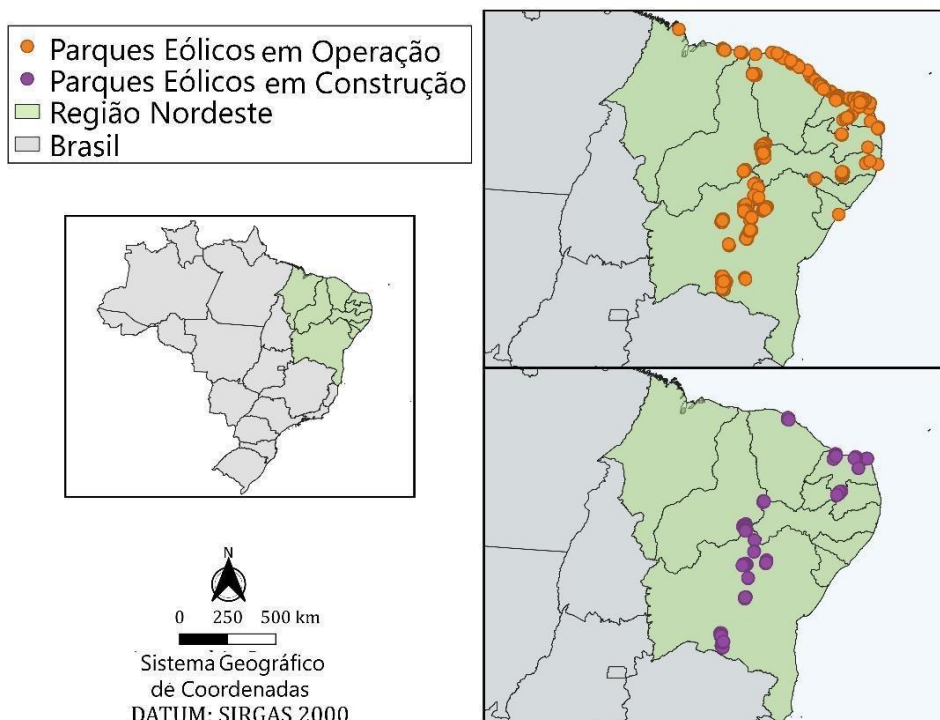 Parques Eólicos em Operação
Parques Eólicos em Construção
Região Nordeste
Brasil
N
0 250 500 km
Sistema Geográfico
de Coordenadas
DATUM: SIRGAS 2000